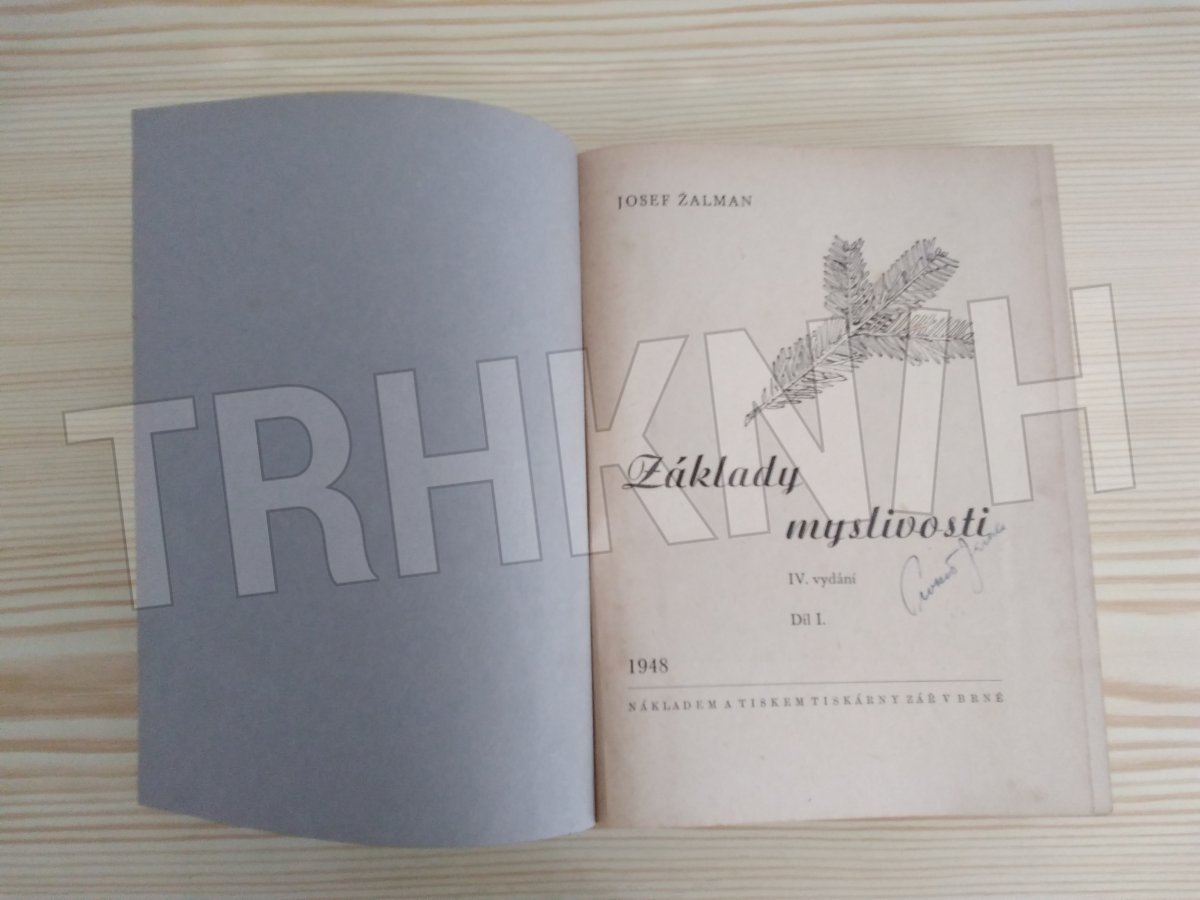 JOSEF ŽALMAN
TRHKNIH
Základy
myslivosti
IV. vydání
Díl I.
1948
NÁKLADEM A TISKEM TISKÁRNY ZÁŘ V BRNĚ